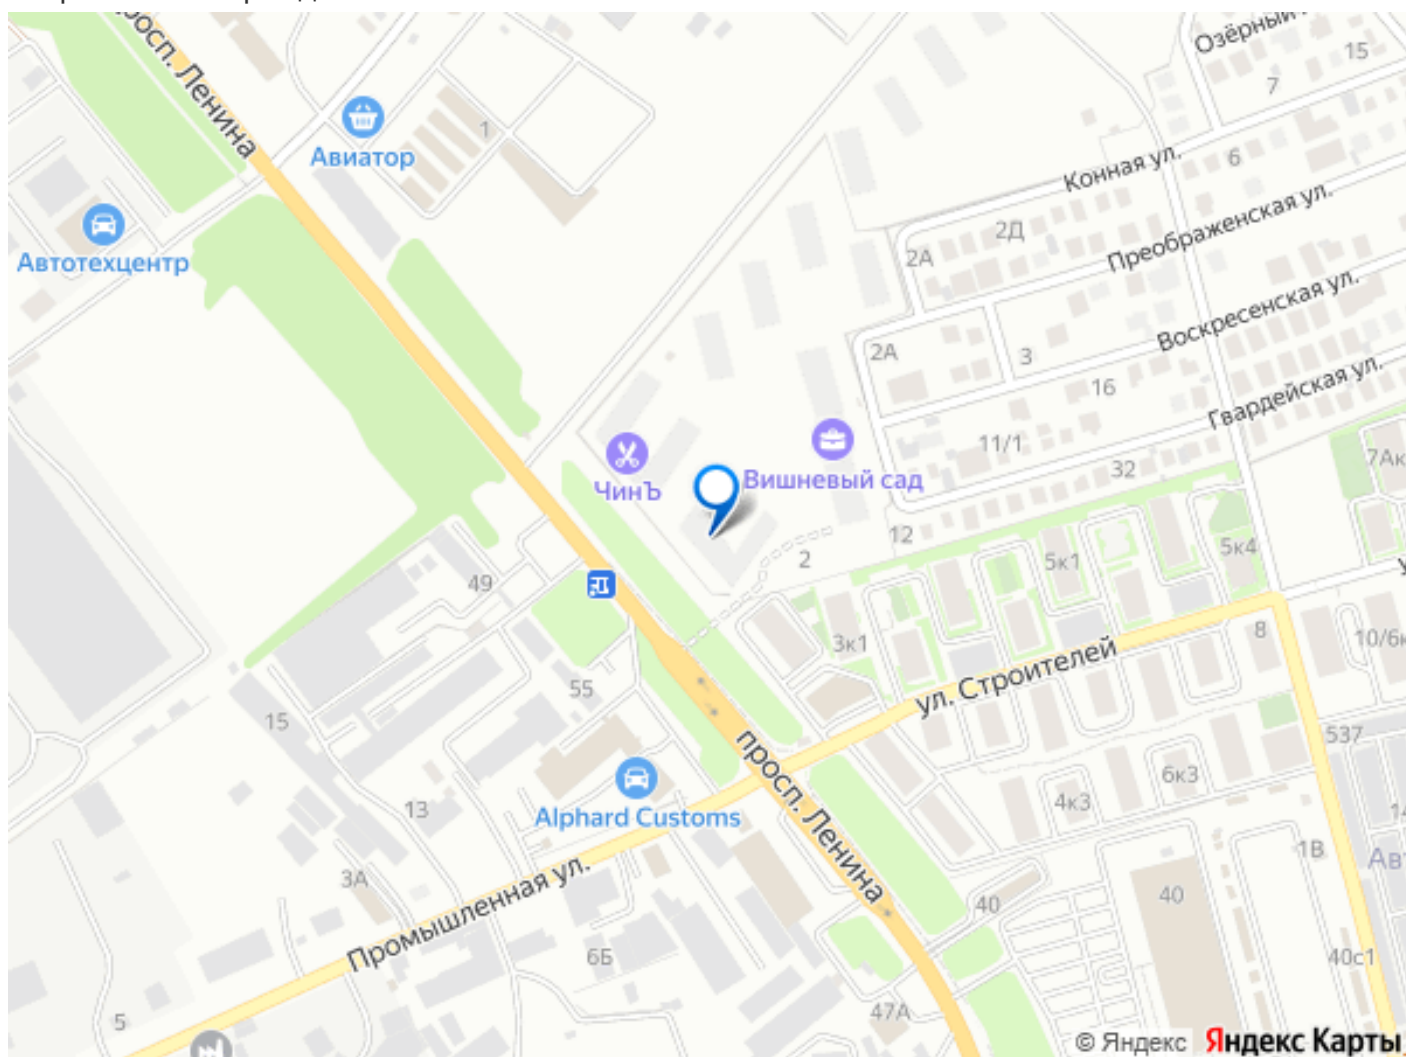 просп. Ленина
Озёрный
15
7
Авиатор
1
Конная ул.
6
Преображенская ул.
2Д
2А
Автотехцентр
Воскресенская ул.
2А
3
16
Гвардейская ул.
11/1
32
7Ак
ЧинЪ
Вишневый сад
12
2
5к1
5к4
49
3к1
8
10/6к
ул. Строителей
55
15
537
просп. Ленина
6к3
4к3
13
Alphard Customs
1В
3А
40
40
Промышленная ул.
6Б
40с1
47А
5
© Яндекс Яндекс Карты